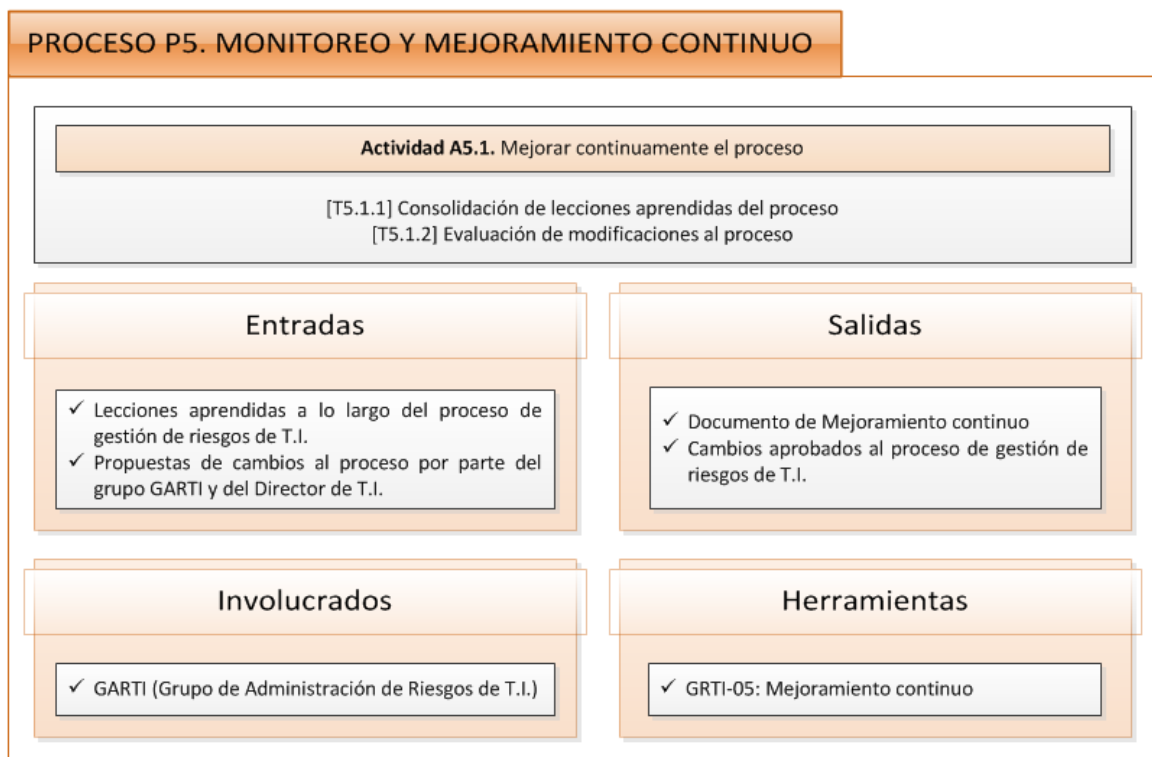 PROCESO P5. MONITOREO Y MEJORAMIENTO CONTINUO
Actividad A5.1. Mejorar continuamente el proceso
[T5.1.1] Consolidación de lecciones aprendidas del proceso
[T5.1.2] Evaluación de modificaciones al proceso
Entradas
✓ Lecciones aprendidas a lo largo del proceso de
gestión de riesgos de T.I.
✓ Propuestas de cambios al proceso por parte del
grupo GARTI y del Director de T.I.
Salidas
✓ Documento de Mejoramiento continuo
✓ Cambios aprobados al proceso de gestión de
riesgos de T.I.
Involucrados
✓ GARTI (Grupo de Administración de Riesgos de T.I.)
Herramientas
✓ GRTI-05: Mejoramiento continuo